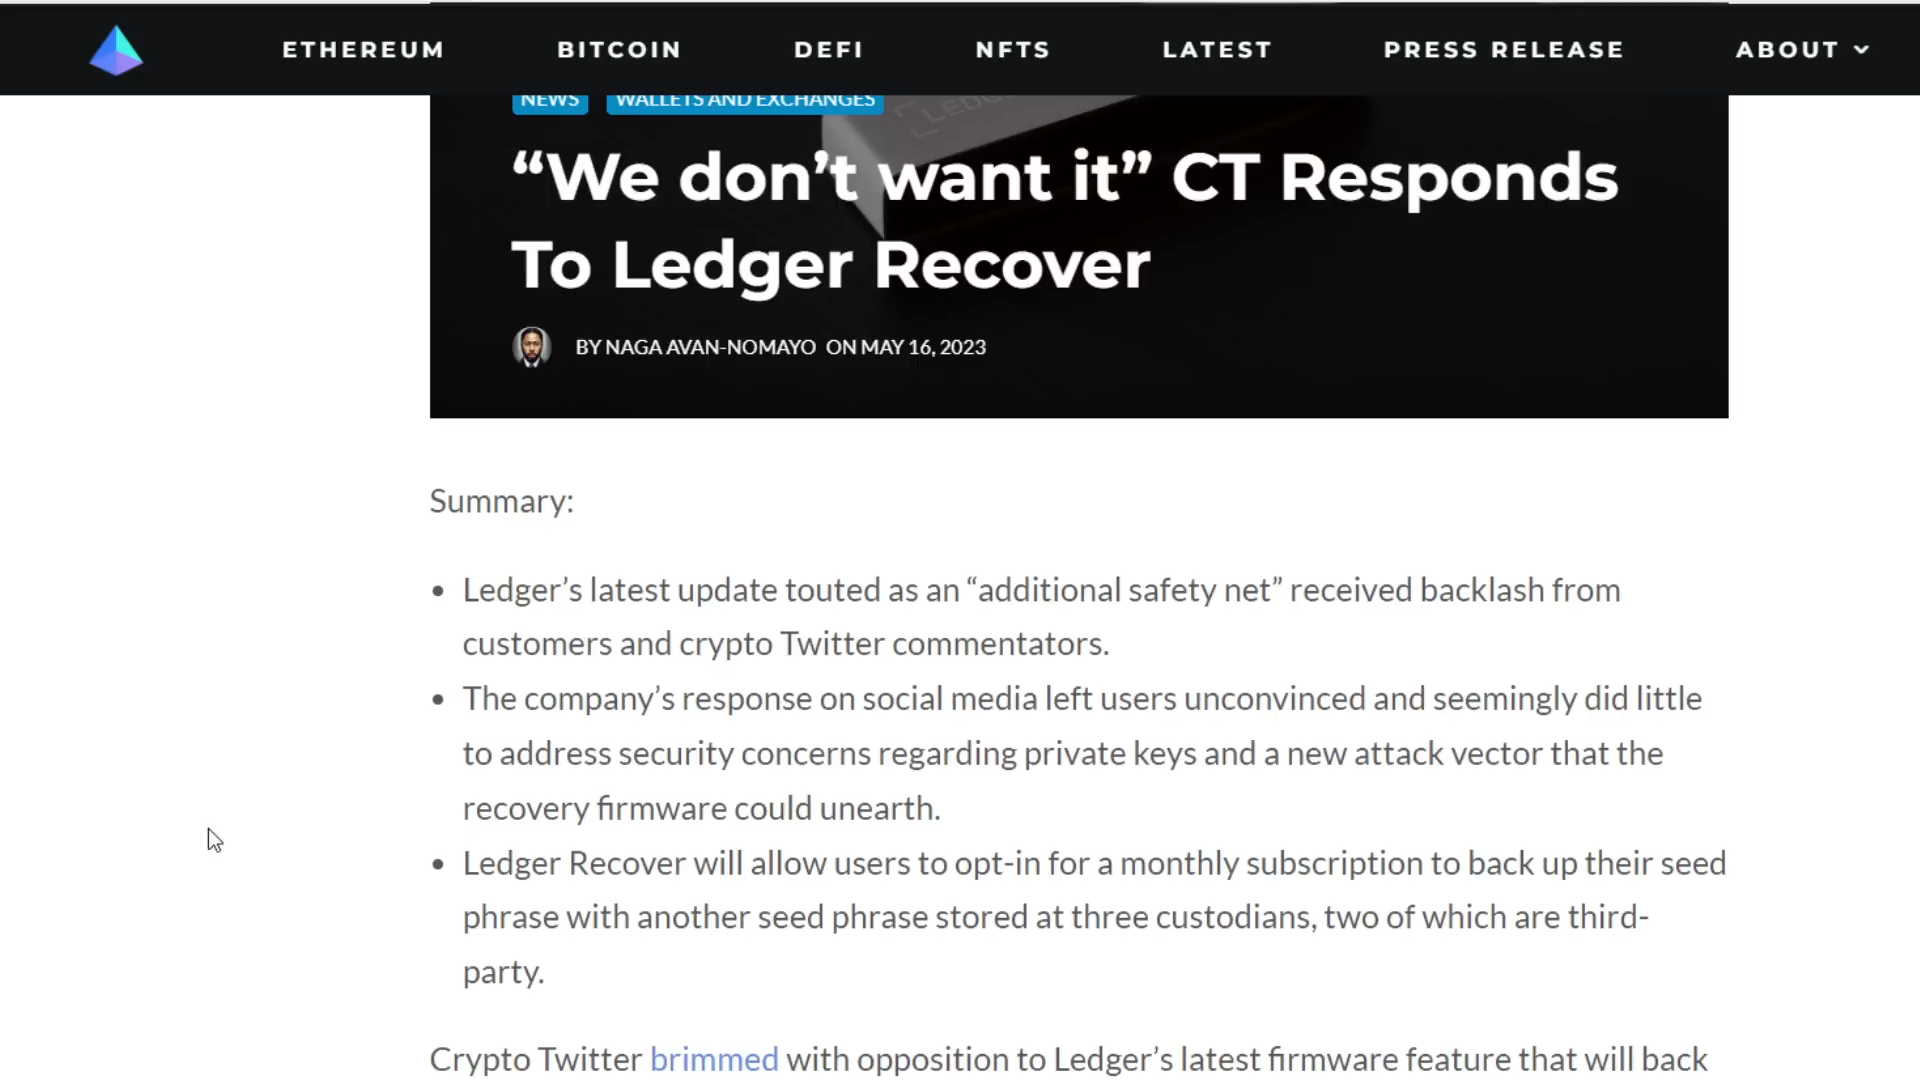 ETHEREUM BITCOIN DEFI NFTS LATEST PRESS RELEASE ABOUT
NEWS WALLETS AND EXCHANGES
LEDGER
“We don’t want it” CT Responds
To Ledger Recover
BY NAGA AVAN-NOMAYO ON MAY 16, 2023
Summary:
• Ledger’s latest update touted as an “additional safety net” received backlash from
customers and crypto Twitter commentators.
• The company’s response on social media left users unconvinced and seemingly did little
to address security concerns regarding private keys and a new attack vector that the
recovery firmware could unearth.
• Ledger Recover will allow users to opt-in for a monthly subscription to back up their seed
phrase with another seed phrase stored at three custodians, two of which are third-
party.
Crypto Twitter brimmed with opposition to Ledger’s latest firmware feature that will back